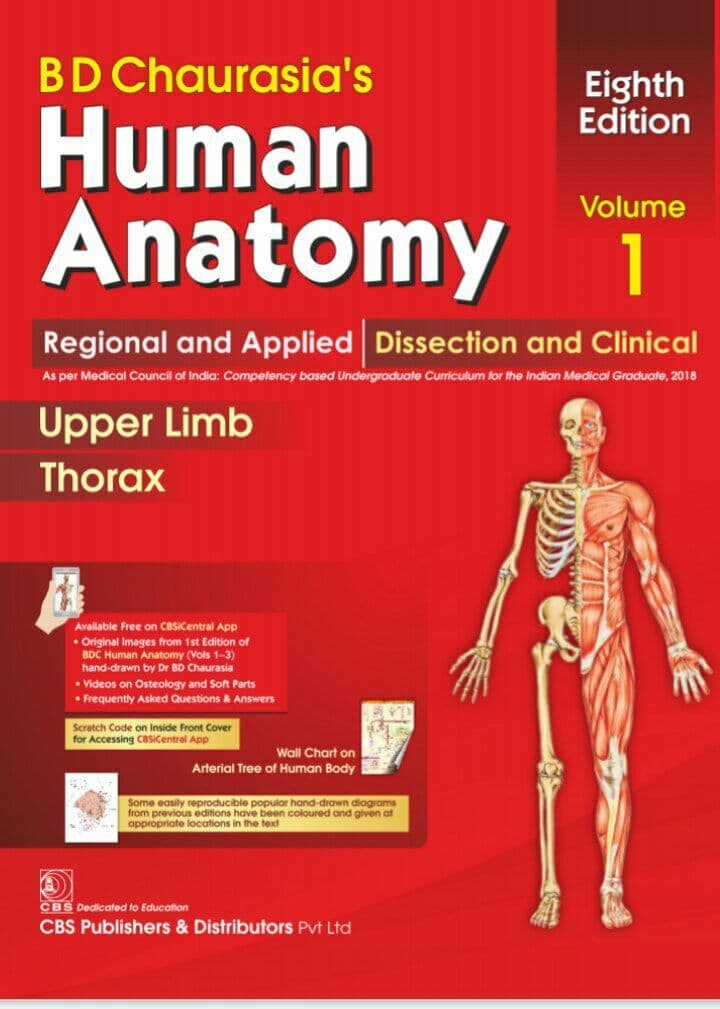 B D Chaurasia's
Human
Anatomy
Eighth
Edition
Volume
1
Regional and Applied | Dissection and Clinical
As per Medical Council of India: Competency based Undergraduate Curriculum for the Indian Medical Graduate, 2018
Upper Limb
Thorax
Available Free on CBSiCentral App
• Original Images from 1st Edition of
BDC Human Anatomy (Vols 1–3)
hand-drawn by Dr BD Chaurasia
• Videos on Osteology and Soft Parts
• Frequently Asked Questions & Answers
Scratch Code on Inside Front Cover
for Accessing CBSiCentral App
Wall Chart on
Arterial Tree of Human Body
Some easily reproducible popular hand-drawn diagrams
from previous editions have been coloured and given at
appropriate locations in the text
CBS Dedicated to Education
CBS Publishers & Distributors Pvt Ltd